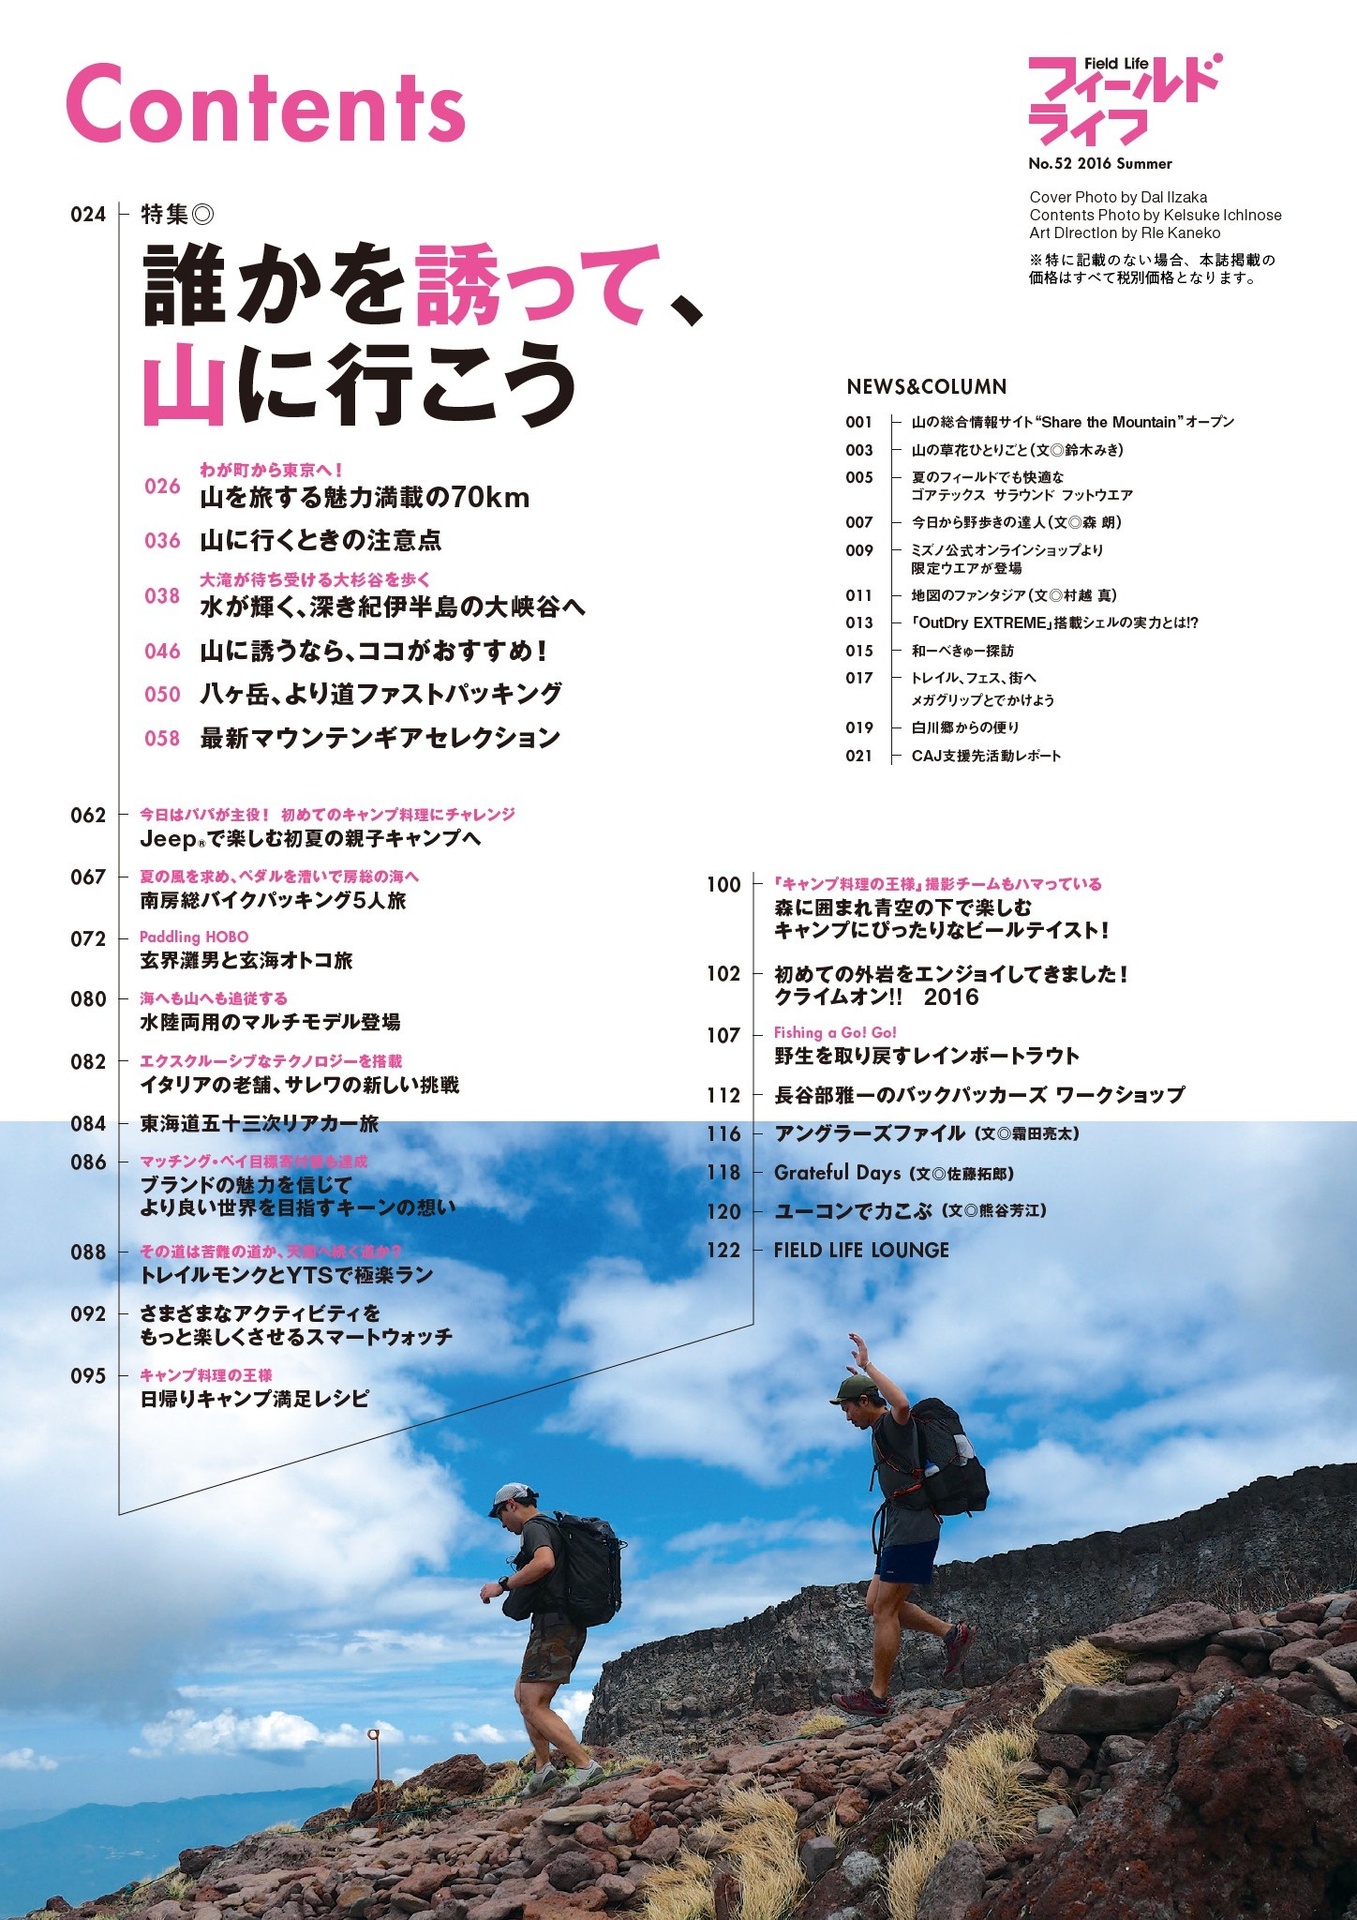 Contents
Field Life
フィールド
ライフ
No.52 2016 Summer
Cover Photo by Dai Iizaka
Contents Photo by Keisuke Ichinose
Art Direction by Rie Kaneko
※特に記載のない場合、本誌掲載の
価格はすべて税別価格となります。
024 特集◎
誰かを誘って、
山に行こう
026 わが町から東京へ！
山を旅する魅力満載の70km
036 山に行くときの注意点
038 大滝が待ち受ける大杉谷を歩く
水が輝く、深き紀伊半島の大峡谷へ
046 山に誘うなら、ココがおすすめ！
050 八ヶ岳、より道ファストパッキング
058 最新マウンテンギアセレクション
NEWS&COLUMN
001 山の総合情報サイト“Share the Mountain”オープン
003 山の草花ひとりごと（文◎鈴木みき）
005 夏のフィールドでも快適な
ゴアテックス サラウンド フットウエア
007 今日から野歩きの達人（文◎森 朗）
009 ミズノ公式オンラインショップより
限定ウエアが登場
011 地図のファンタジア（文◎村越 真）
013 「OutDry EXTREME」搭載シェルの実力とは!?
015 和ーべきゅー探訪
017 トレイル、フェス、街へ
メガグリップとでかけよう
019 白川郷からの便り
021 CAJ支援先活動レポート
062 今日はパパが主役！ 初めてのキャンプ料理にチャレンジ
Jeep®で楽しむ初夏の親子キャンプへ
067 夏の風を求め、ペダルを漕いで房総の海へ
南房総バイクパッキング5人旅
072 Paddling HOBO
玄界灘男と玄海オトコ旅
080 海へも山へも追従する
水陸両用のマルチモデル登場
082 エクスクルーシブなテクノロジーを搭載
イタリアの老舗、サレワの新しい挑戦
084 東海道五十三次リアカー旅
086 マッチング・ペイ目標寄付額も達成
ブランドの魅力を信じて
より良い世界を目指すキーンの想い
088 その道は苦難の道か、天国へ続く道か？
トレイルモンクとYTSで極楽ラン
092 さまざまなアクティビティを
もっと楽しくさせるスマートウォッチ
095 キャンプ料理の王様
日帰りキャンプ満足レシピ
100 『キャンプ料理の王様』撮影チームもハマっている
森に囲まれ青空の下で楽しむ
キャンプにぴったりなビールテイスト！
102 初めての外岩をエンジョイしてきました！
クライムオン!! 2016
107 Fishing a Go! Go!
野生を取り戻すレインボートラウト
112 長谷部雅一のバックパッカーズ ワークショップ
116 アングラーズファイル（文◎霜田亮太）
118 Grateful Days（文◎佐藤拓郎）
120 ユーコンで力こぶ（文◎熊谷芳江）
122 FIELD LIFE LOUNGE